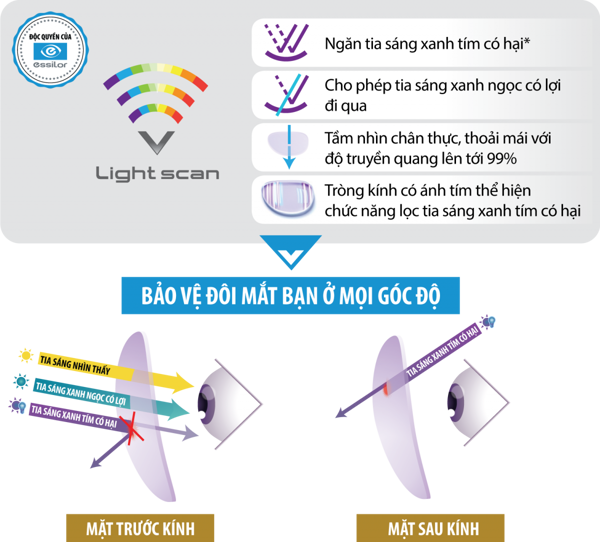 ĐỘC QUYỀN CỦA
essilor
Light scan
Ngăn tia sáng xanh tím có hại*
Cho phép tia sáng xanh ngọc có lợi
đi qua
Tầm nhìn chân thực, thoải mái với
độ truyền quang lên tới 99%
Tròng kính có ánh tím thể hiện
chức năng lọc tia sáng xanh tím có hại
BẢO VỆ ĐÔI MẮT BẠN Ở MỌI GÓC ĐỘ
TIA SÁNG NHÌN THẤY
TIA SÁNG XANH NGỌC CÓ LỢI
TIA SÁNG XANH TÍM CÓ HẠI
TIA SÁNG XANH TÍM CÓ HẠI
MẶT TRƯỚC KÍNH
MẶT SAU KÍNH